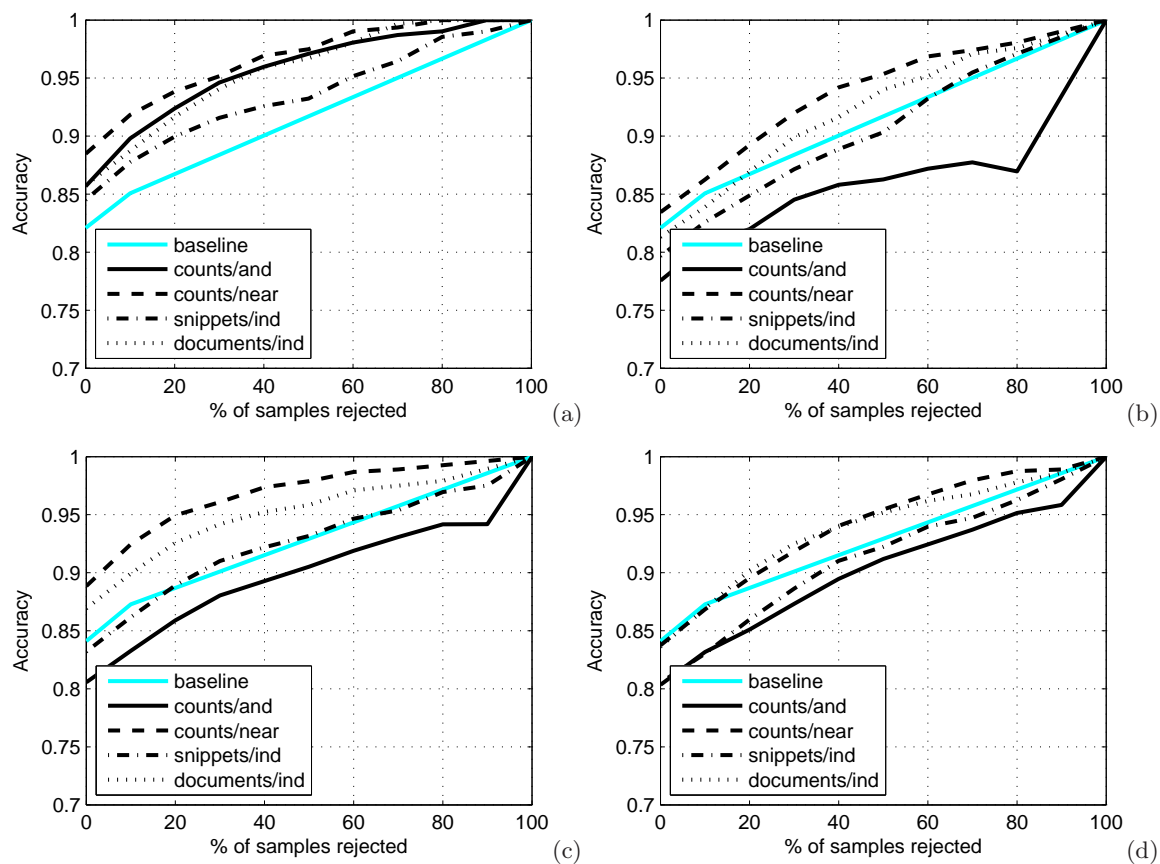 1
0.95
0.9
0.85
0.8
0.75
0.7
Accuracy
baseline
counts/and
counts/near
snippets/ind
documents/ind
0 20 40 60 80 100
% of samples rejected
(a)
1
0.95
0.9
0.85
0.8
0.75
0.7
Accuracy
baseline
counts/and
counts/near
snippets/ind
documents/ind
0 20 40 60 80 100
% of samples rejected
(b)
1
0.95
0.9
0.85
0.8
0.75
0.7
Accuracy
baseline
counts/and
counts/near
snippets/ind
documents/ind
0 20 40 60 80 100
% of samples rejected
(c)
1
0.95
0.9
0.85
0.8
0.75
0.7
Accuracy
baseline
counts/and
counts/near
snippets/ind
documents/ind
0 20 40 60 80 100
% of samples rejected
(d)